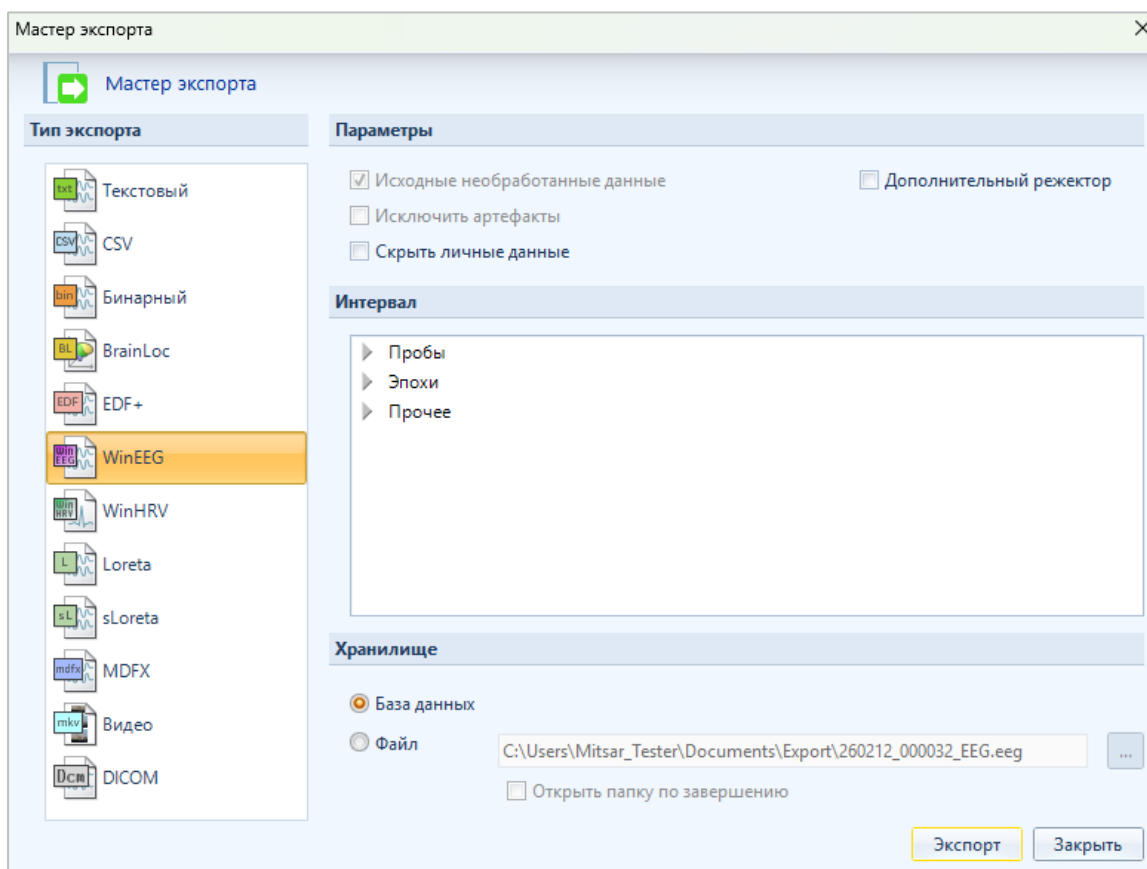 Мастер экспорта
Мастер экспорта
Тип экспорта
txt Текстовый
CSV CSV
bin Бинарный
BL BrainLoc
EDF EDF+
Win EEG WinEEG
Win HRV WinHRV
L Loreta
sL sLoreta
mdfx MDFX
mkv Видео
Dcm DICOM
Параметры
Исходные необработанные данные
Дополнительный режектор
Исключить артефакты
Скрыть личные данные
Интервал
Пробы
Эпохи
Прочее
Хранилище
База данных
Файл C:\Users\Mitsar_Tester\Documents\Export\260212_000032_EEG.eeg ...
Открыть папку по завершению
Экспорт Закрыть